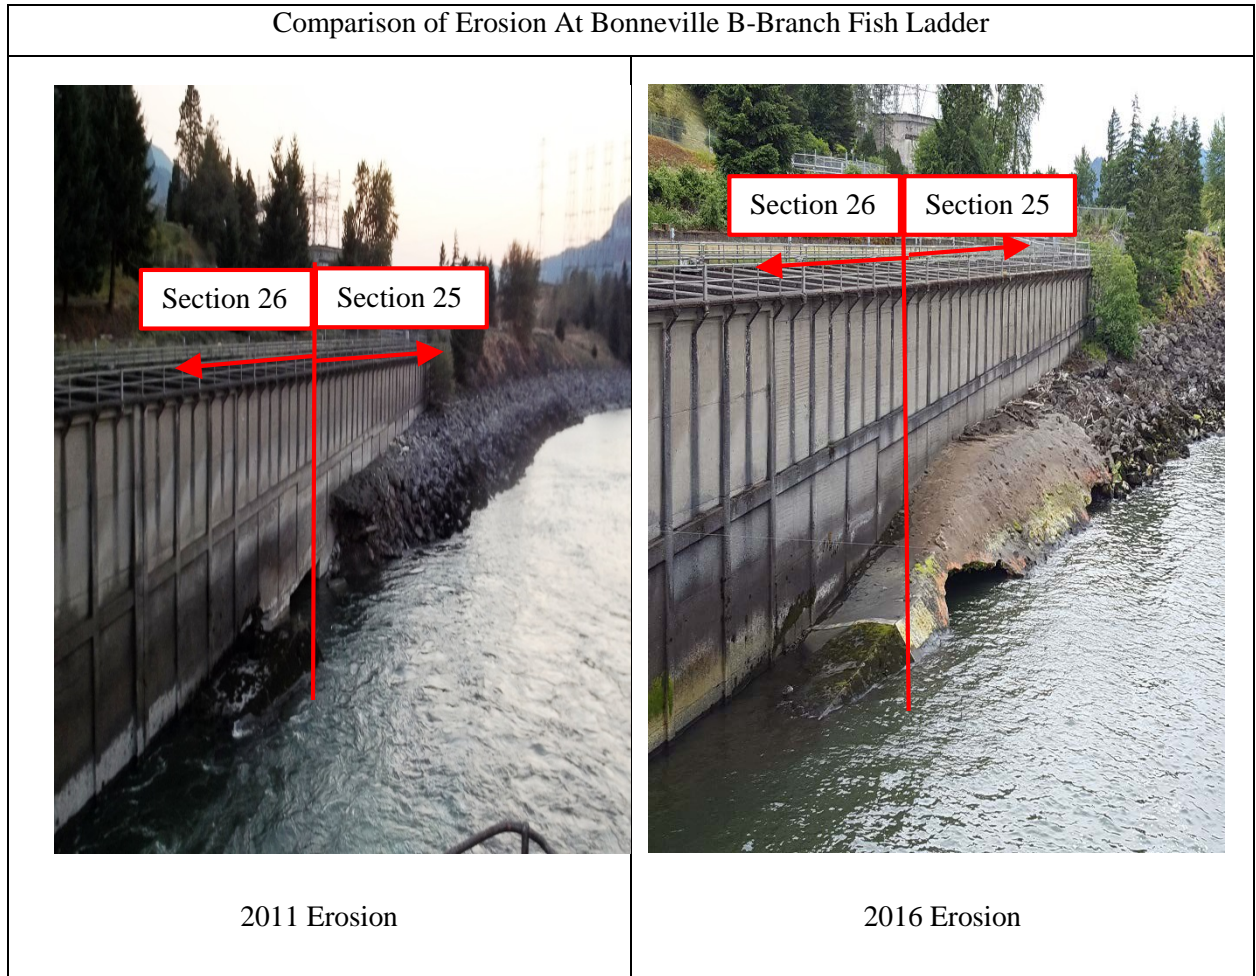 Comparison of Erosion At Bonneville B-Branch Fish Ladder
Section 26
Section 25
Section 26
Section 25
2011 Erosion
2016 Erosion